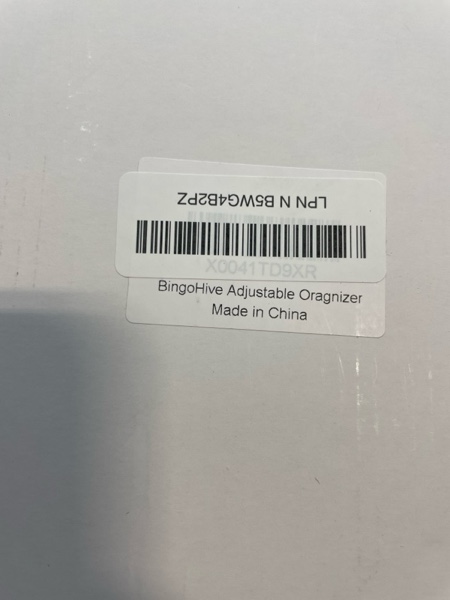 LPN N B5WG4B2PZ
X0041TD9XR
BingoHive Adjustable Oragnizer
Made in China